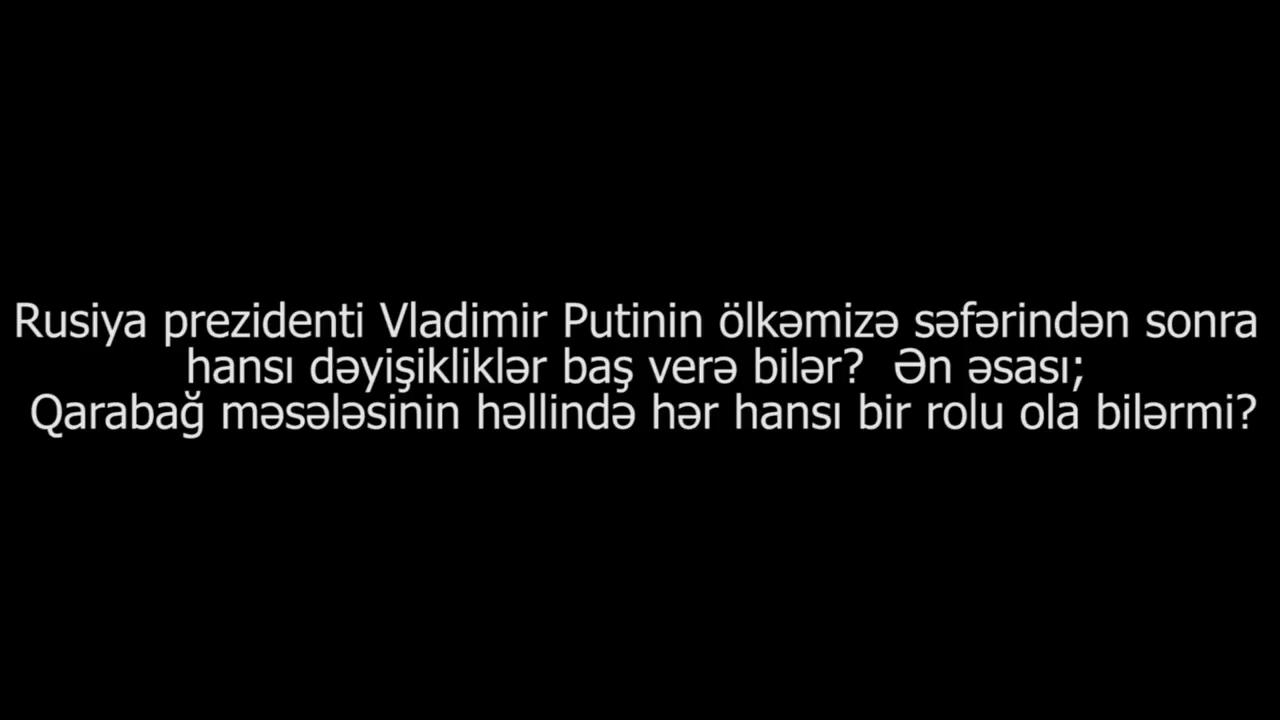 Rusiya prezidenti Vladimir Putinin ölkəmizə səfərindən sonra
hansı dəyişikliklər baş verə bilər?  Ən əsası;
Qarabağ məsələsinin həllində hər hansı bir rolu ola bilərmi?